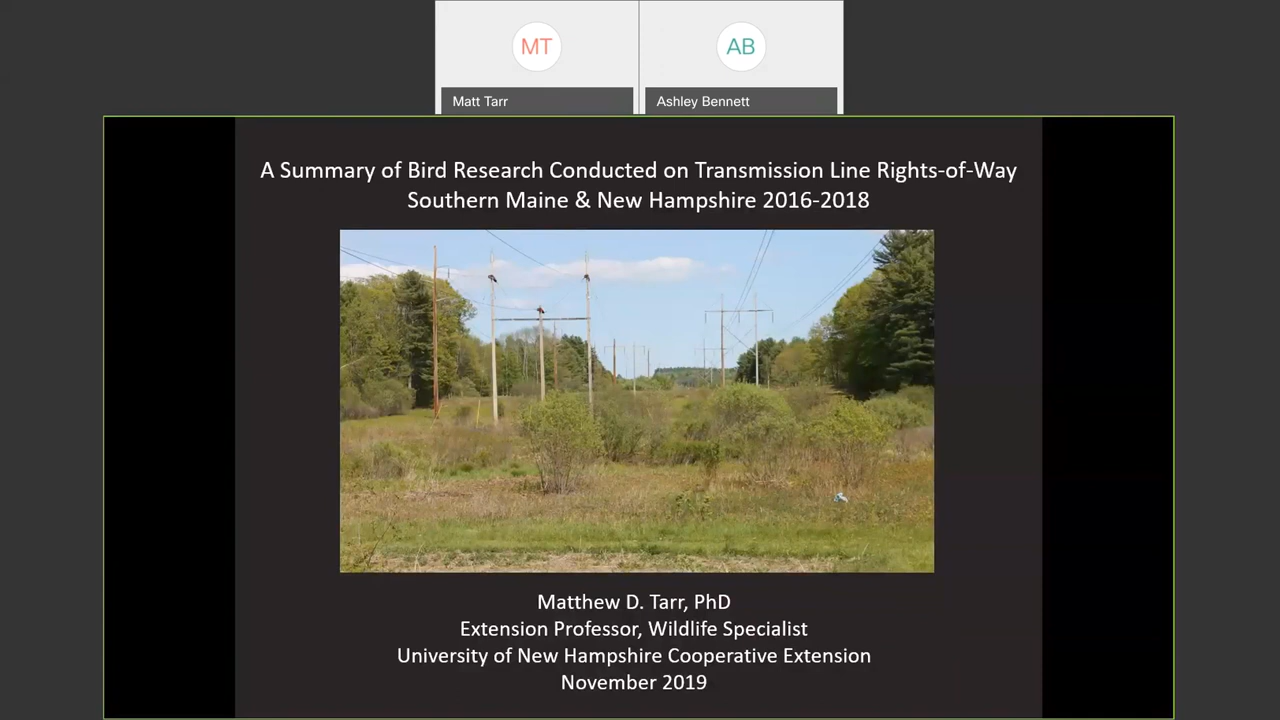 MT
AB
Matt Tarr
Ashley Bennett
A Summary of Bird Research Conducted on Transmission Line Rights-of-Way
Southern Maine & New Hampshire 2016-2018
Matthew D. Tarr, PhD
Extension Professor, Wildlife Specialist
University of New Hampshire Cooperative Extension
November 2019